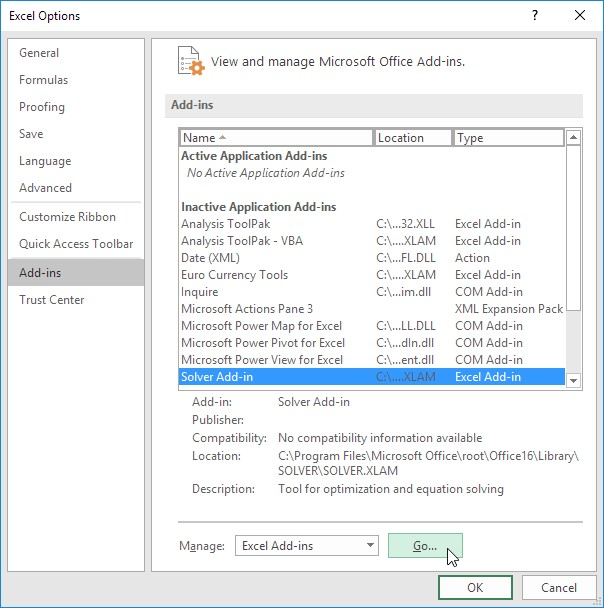 Excel Options
?
General
Formulas
Proofing
Save
Language
Advanced
Customize Ribbon
Quick Access Toolbar
Add-ins
Trust Center
View and manage Microsoft Office Add-ins.
Add-ins
Name Location Type
Active Application Add-ins
No Active Application Add-ins
Inactive Application Add-ins
Analysis ToolPak C:\...32.XLL Excel Add-in
Analysis ToolPak - VBA C:\....XLAM Excel Add-in
Date (XML) C:\...FL.DLL Action
Euro Currency Tools C:\....XLAM Excel Add-in
Inquire C:\...im.dll COM Add-in
Microsoft Actions Pane 3 XML Expansion Pack
Microsoft Power Map for Excel C:\...LL.DLL COM Add-in
Microsoft Power Pivot for Excel C:\...dln.dll COM Add-in
Microsoft Power View for Excel C:\...ent.dll COM Add-in
Solver Add-in C:\....XLAM Excel Add-in
Add-in: Solver Add-in
Publisher:
Compatibility: No compatibility information available
Location: C:\Program Files\Microsoft Office\root\Office16\Library\
SOLVER\SOLVER.XLAM
Description: Tool for optimization and equation solving
Manage: Excel Add-ins Go...
OK Cancel